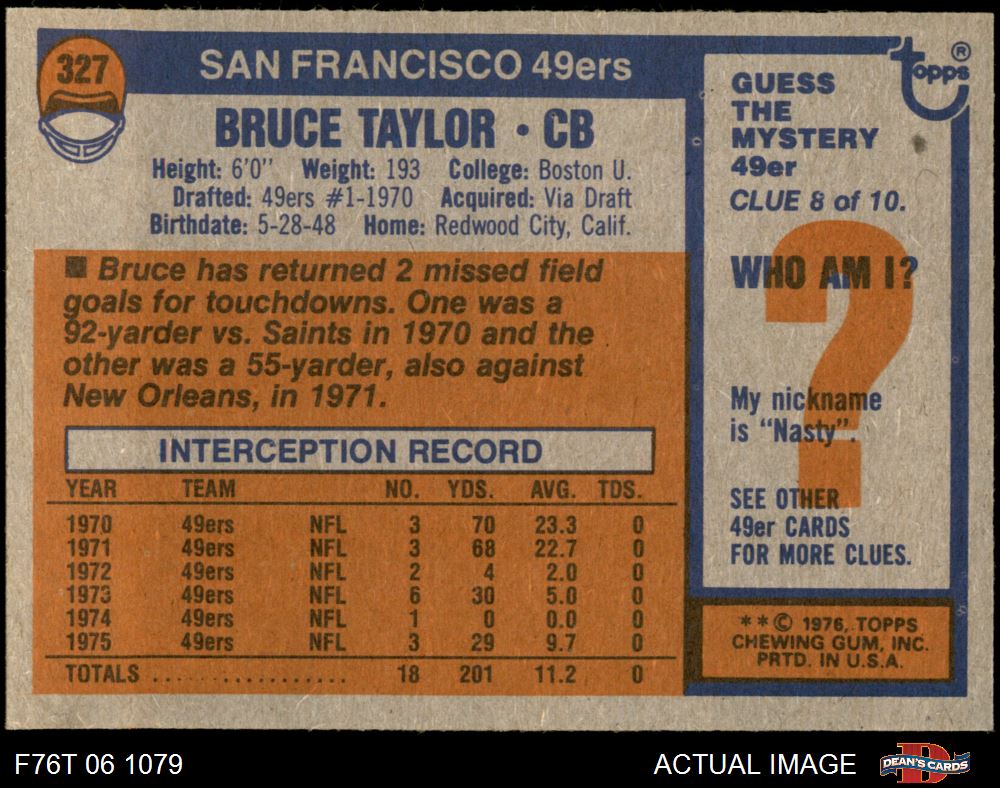 327
SAN FRANCISCO 49ers
BRUCE TAYLOR • CB
Height: 6'0" Weight: 193 College: Boston U.
Drafted: 49ers #1-1970 Acquired: Via Draft
Birthdate: 5-28-48 Home: Redwood City, Calif.
■ Bruce has returned 2 missed field
goals for touchdowns. One was a
92-yarder vs. Saints in 1970 and the
other was a 55-yarder, also against
New Orleans, in 1971.
INTERCEPTION RECORD
YEAR TEAM NO. YDS. AVG. TDS.
1970 49ers NFL 3 70 23.3 0
1971 49ers NFL 3 68 22.7 0
1972 49ers NFL 2 4 2.0 0
1973 49ers NFL 6 30 5.0 0
1974 49ers NFL 1 0 0.0 0
1975 49ers NFL 3 29 9.7 0
TOTALS ................. 18 201 11.2 0
Topps ®
GUESS
THE
MYSTERY
49er
CLUE 8 of 10.
?
WHO AM I?
My nickname
is “Nasty”.
SEE OTHER
49er CARDS
FOR MORE CLUES.
**© 1976, TOPPS
CHEWING GUM, INC.
PRTD. IN U.S.A.
F76T 06 1079
ACTUAL IMAGE
D
DEAN'S CARDS